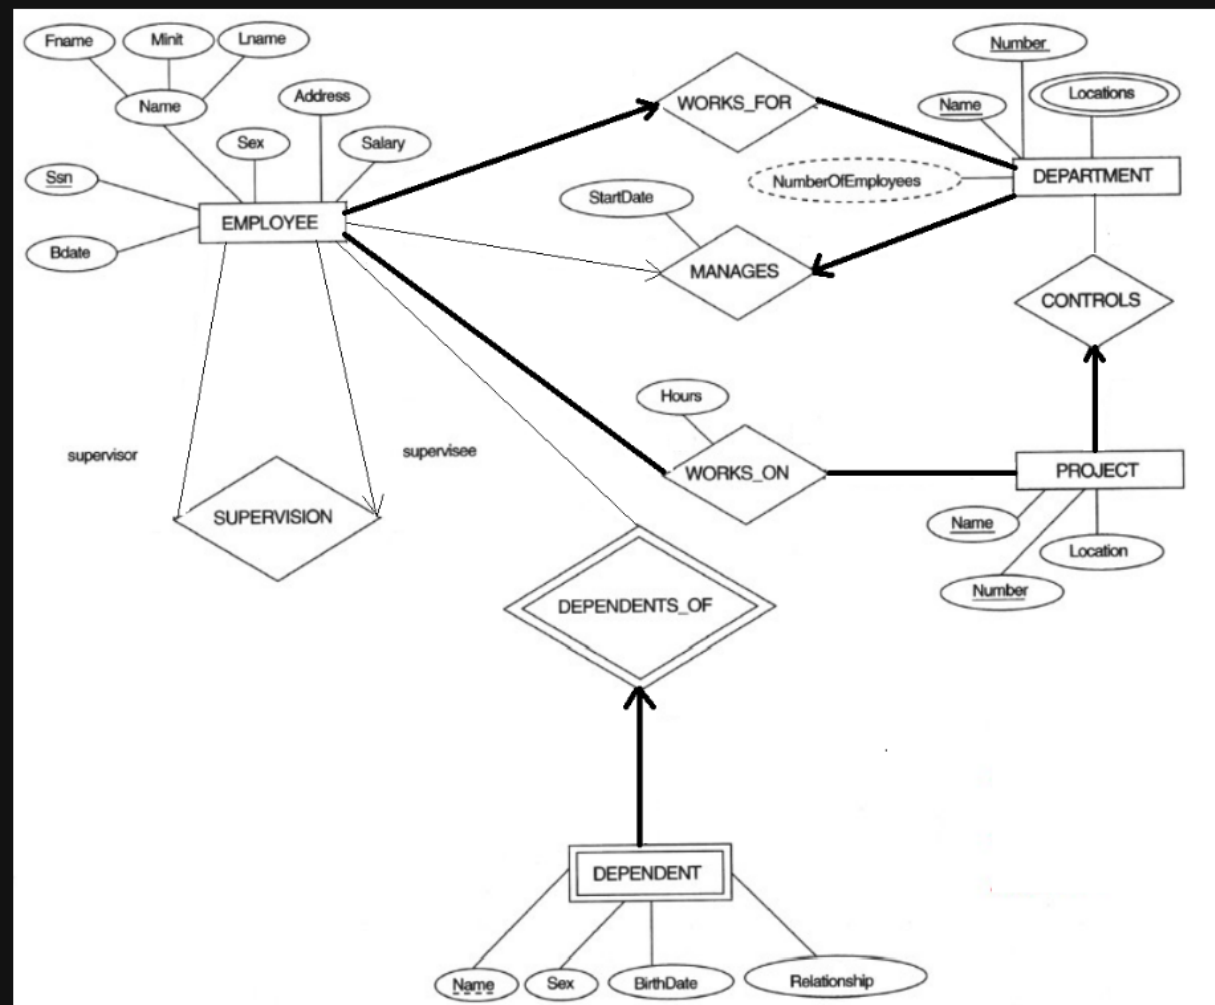 Fname
Minit
Lname
Number
Name
Address
Name
Locations
WORKS_FOR
Sex
Salary
Ssn
DEPARTMENT
NumberOfEmployees
StartDate
EMPLOYEE
Bdate
MANAGES
CONTROLS
Hours
supervisor
supervisee
WORKS_ON
PROJECT
SUPERVISION
Name
Location
Number
DEPENDENTS_OF
DEPENDENT
Name
Sex
BirthDate
Relationship